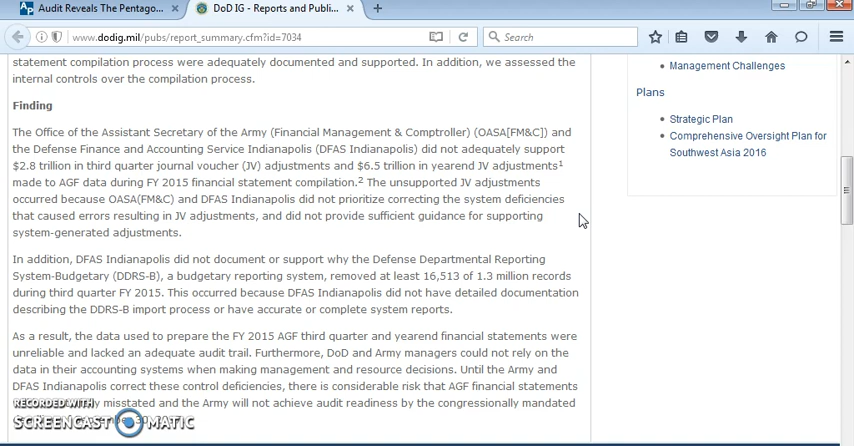 Audit Reveals The Pentago...
DoD IG - Reports and Publi...
www.dodig.mil/pubs/report_summary.cfm?id=7034
Search
statement compilation process were adequately documented and supported. In addition, we assessed the
internal controls over the compilation process.
Finding
The Office of the Assistant Secretary of the Army (Financial Management & Comptroller) (OASA[FM&C]) and
the Defense Finance and Accounting Service Indianapolis (DFAS Indianapolis) did not adequately support
$2.8 trillion in third quarter journal voucher (JV) adjustments and $6.5 trillion in yearend JV adjustments1
made to AGF data during FY 2015 financial statement compilation.2 The unsupported JV adjustments
occurred because OASA(FM&C) and DFAS Indianapolis did not prioritize correcting the system deficiencies
that caused errors resulting in JV adjustments, and did not provide sufficient guidance for supporting
system-generated adjustments.
In addition, DFAS Indianapolis did not document or support why the Defense Departmental Reporting
System-Budgetary (DDRS-B), a budgetary reporting system, removed at least 16,513 of 1.3 million records
during third quarter FY 2015. This occurred because DFAS Indianapolis did not have detailed documentation
describing the DDRS-B import process or have accurate or complete system reports.
As a result, the data used to prepare the FY 2015 AGF third quarter and yearend financial statements were
unreliable and lacked an adequate audit trail. Furthermore, DoD and Army managers could not rely on the
data in their accounting systems when making management and resource decisions. Until the Army and
DFAS Indianapolis correct these control deficiencies, there is considerable risk that AGF financial statements
misstated and the Army will not achieve audit readiness by the congressionally mandated
RECORDED WITH
SCREENCAST MATIC
Management Challenges
Plans
Strategic Plan
Comprehensive Oversight Plan for
Southwest Asia 2016